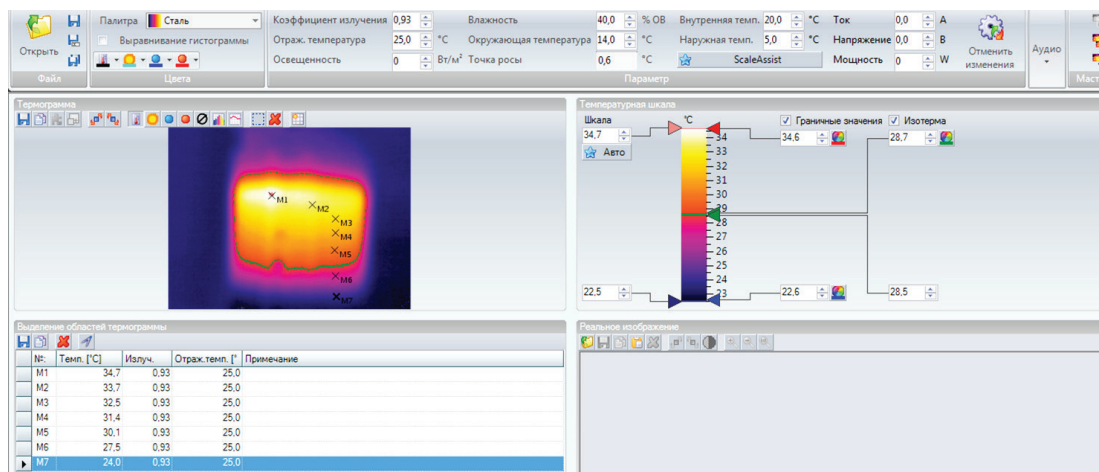 Открыть
Файл
Палитра Сталь
Выравнивание гистограммы
Цвета
Коэффициент излучения 0,93 Влажность 40,0 % ОВ Внутренняя темп. 20,0 °C Ток 0,0 A
Отраж. температура 25,0 °C Окружающая температура 14,0 °C Наружная темп. 5,0 °C Напряжение 0,0 В
Освещенность 0 Вт/м² Точка росы 0,6 °C ScaleAssist Мощность 0 W
Отменить изменения
Параметр
Аудио
Маст
Термограмма
M1
M2
M3
M4
M5
M6
M7
Температурная шкала
Шкала °C Граничные значения Изотерма
34,7 34,6 28,7
Авто
34
33
32
31
30
29
28
27
26
25
24
23
22,5 22,6 28,5
Выделение областей термограммы
№: Темп. [°C] Излуч. Отраж.темп. [° Примечание
M1 34,7 0,93 25,0
M2 33,7 0,93 25,0
M3 32,5 0,93 25,0
M4 31,4 0,93 25,0
M5 30,1 0,93 25,0
M6 27,5 0,93 25,0
M7 24,0 0,93 25,0
Реальное изображение